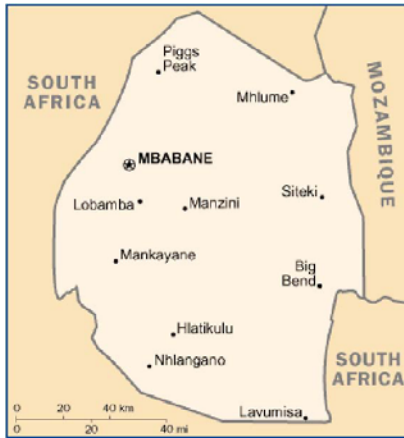 Piggs
Peak
SOUTH
AFRICA
Mhlume
MOZAMBIQUE
MBABANE
Siteki
Lobamba
Manzini
Mankayane
Big
Bend
Hlatikulu
Nhlangano
SOUTH
AFRICA
Lavumisa
0 20 40 km
0 20 40 mi